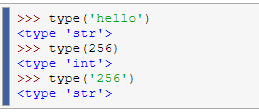 >>> type('hello')
<type 'str'>
>>> type(256)
<type 'int'>
>>> type('256')
<type 'str'>